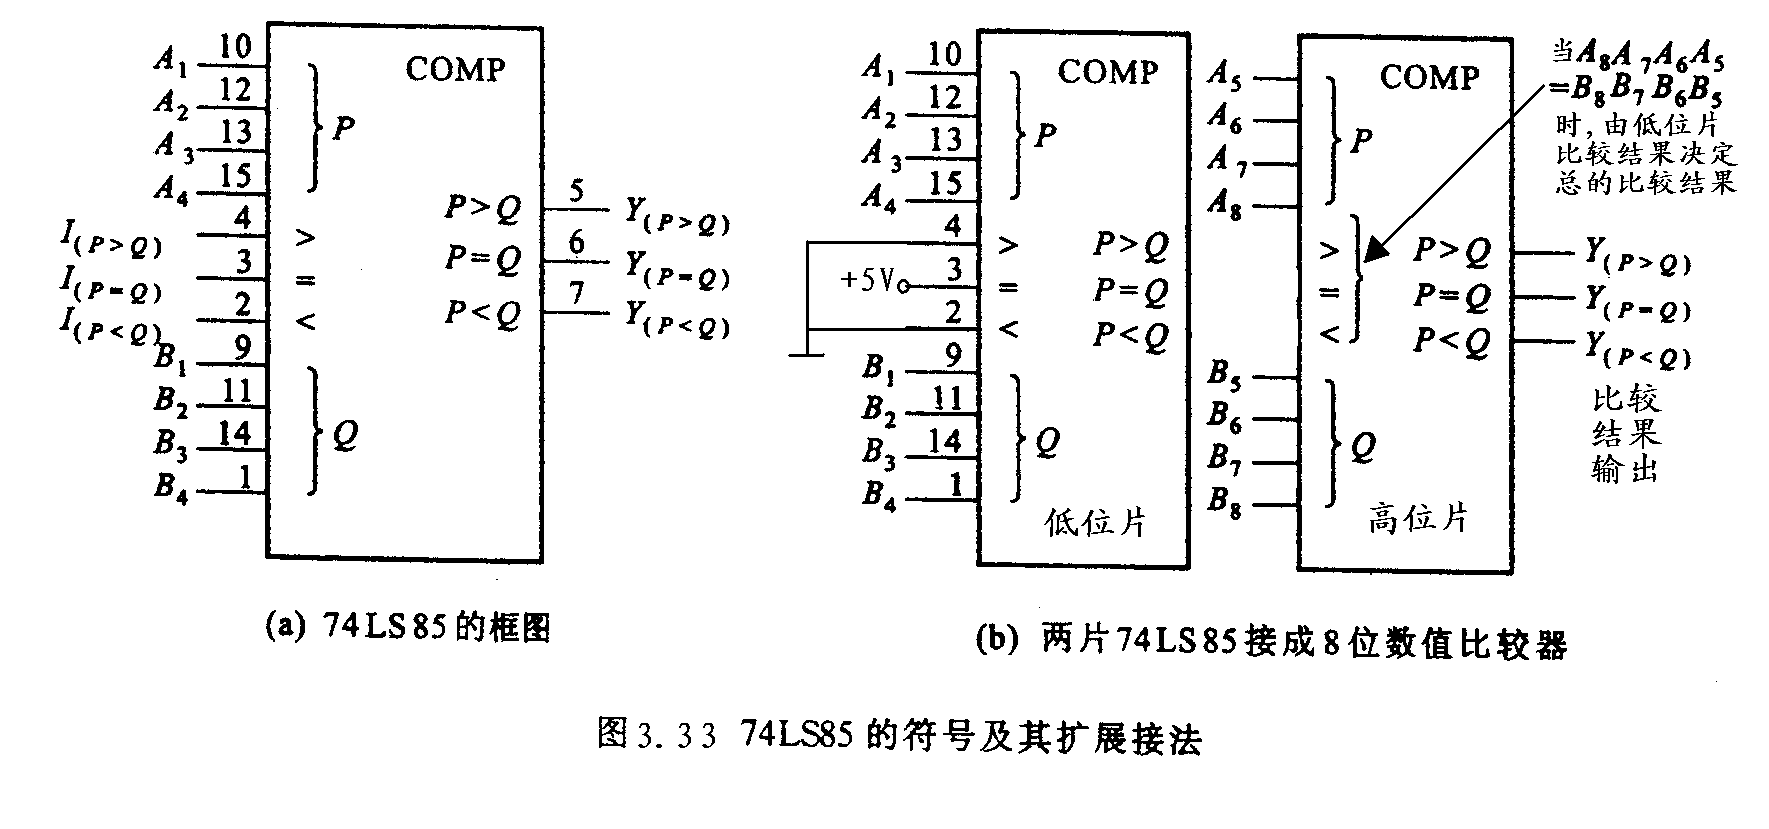 COMP
A1 10
A2 12
A3 13
A4 15
P
I(P>Q) 4 >
I(P=Q) 3 =
I(P<Q) 2 <
P>Q 5 Y(P>Q)
P=Q 6 Y(P=Q)
P<Q 7 Y(P<Q)
B1 9
B2 11
B3 14
B4 1
Q
(a) 74LS85的框图
COMP
A1 10
A2 12
A3 13
A4 15
P
4 > P>Q
+5V 3 = P=Q
2 < P<Q
B1 9
B2 11
B3 14
B4 1
Q
低位片
COMP
A5
A6
A7
A8
P
> P>Q Y(P>Q)
= P=Q Y(P=Q)
< P<Q Y(P<Q)
B5
B6
B7
B8
Q
高位片
当A8A7A6A5
=B8B7B6B5
时,由低位片
比较结果决定
总的比较结果
比较
结果
输出
(b) 两片74LS85接成8位数值比较器
图3.33 74LS85的符号及其扩展接法